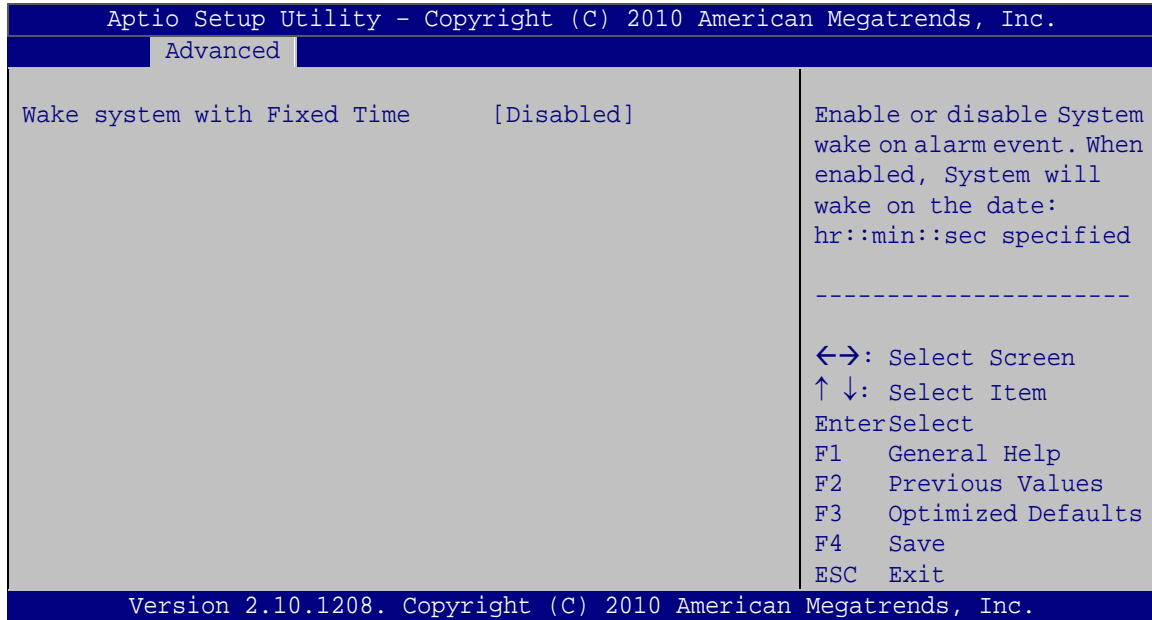 Aptio Setup Utility – Copyright (C) 2010 American Megatrends, Inc.
Advanced
Wake system with Fixed Time [Disabled]
Enable or disable System
wake on alarm event. When
enabled, System will
wake on the date:
hr::min::sec specified
----------------------
←→: Select Screen
↑ ↓: Select Item
EnterSelect
F1 General Help
F2 Previous Values
F3 Optimized Defaults
F4 Save
ESC Exit
Version 2.10.1208. Copyright (C) 2010 American Megatrends, Inc.